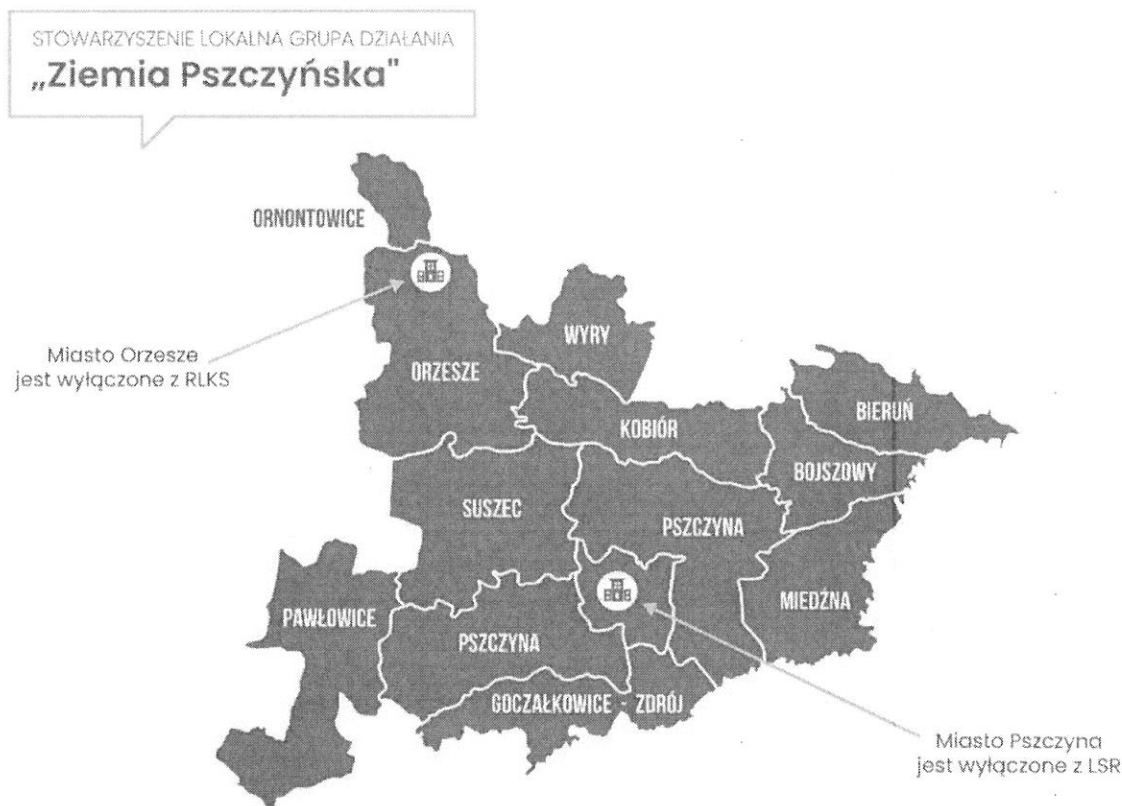 STOWARZYSZENIE LOKALNA GRUPA DZIAŁANIA
„Ziemia Pszczyńska"
ORNONTOWICE
Miasto Orzesze
jest wyłączone z RLKS
ORZESZE
WYRY
KOBIÓR
BIERUŃ
BOJSZOWY
SUSZEC
PSZCZYNA
MIEDŹNA
PAWŁOWICE
PSZCZYNA
GOCZAŁKOWICE - ZDRÓJ
Miasto Pszczyna
jest wyłączone z LSR